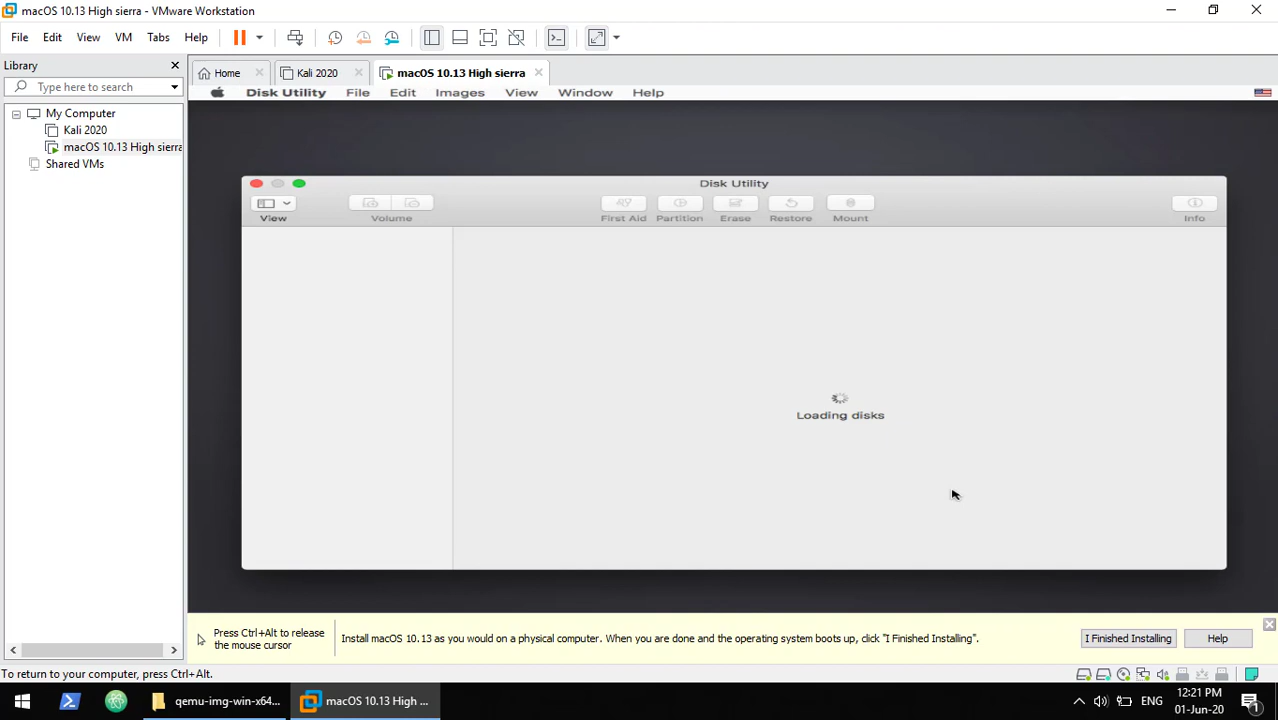 macOS 10.13 High sierra - VMware Workstation
File Edit View VM Tabs Help
Library
Type here to search
My Computer
Kali 2020
macOS 10.13 High sierra
Shared VMs
Home Kali 2020 macOS 10.13 High sierra
Disk Utility File Edit Images View Window Help
Disk Utility
View Volume First Aid Partition Erase Restore Mount Info
Loading disks
Press Ctrl+Alt to release
the mouse cursor
Install macOS 10.13 as you would on a physical computer. When you are done and the operating system boots up, click "I Finished Installing".
I Finished Installing Help
To return to your computer, press Ctrl+Alt.
qemu-img-win-x64... macOS 10.13 High ... ENG 12:21 PM
01-Jun-20 1